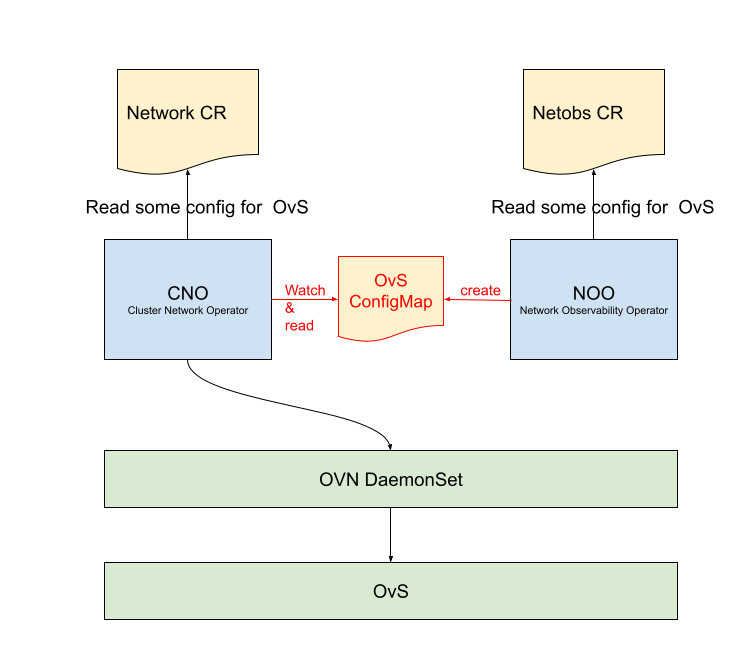 Network CR
Netobs CR
Read some config for  OvS
Read some config for  OvS
CNO
Cluster Network Operator
Watch
&
read
OvS
ConfigMap
create
NOO
Network Observability Operator
OVN DaemonSet
OvS